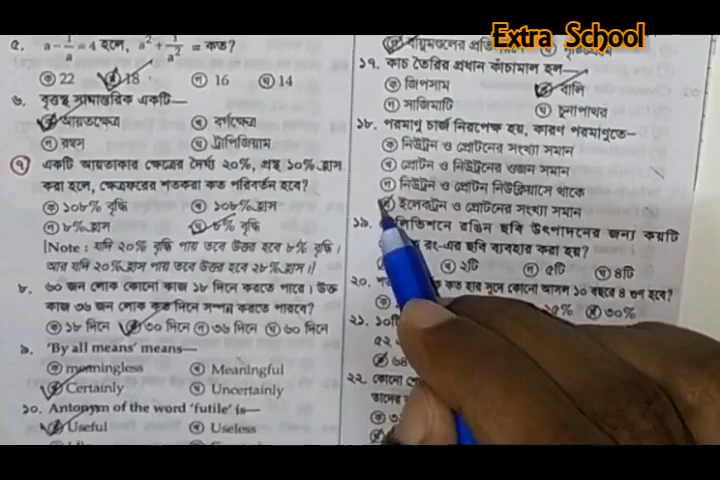 Extra School
৫. a − 1/a = 4 হলে, a² + 1/a² = কত?
ক 22 18 গ 16 ঘ 14
৬. বৃত্তস্থ সামান্তরিক একটি—
আয়তক্ষেত্র খ বর্গক্ষেত্র
গ রম্বস ঘ ট্রাপিজিয়াম
৭ একটি আয়তাকার ক্ষেত্রের দৈর্ঘ্য ২০%, প্রস্থ ১০% হ্রাস
করা হলে, ক্ষেত্রফলের শতকরা কত পরিবর্তন হবে?
ক ১০৮% বৃদ্ধি খ ১০৮% হ্রাস
গ ৮% হ্রাস ৮% বৃদ্ধি
[Note : যদি ২০% বৃদ্ধি পায় তবে উত্তর হবে ৮% বৃদ্ধি।
আর যদি ২০% হ্রাস পায় তবে উত্তর হবে ২৮% হ্রাস।]
৮. ৬০ জন লোক কোনো কাজ ১৮ দিনে করতে পারে। উক্ত
কাজ ৩৬ জন লোক কত দিনে সম্পন্ন করতে পারবে?
ক ১৮ দিনে ৩০ দিনে গ ৩৬ দিনে ঘ ৬০ দিনে
৯. 'By all means' means—
ক meaningless খ Meaningful
Certainly ঘ Uncertainly
১০. Antonym of the word 'futile' is—
Useful খ Useless
বায়ুমণ্ডলের
১৭. কাচ তৈরির প্রধান কাঁচামাল হল—
ক জিপসাম বালি
গ সাজিমাটি ঘ চুনাপাথর
১৮. পরমাণু চার্জ নিরপেক্ষ হয়, কারণ পরমাণুতে—
ক নিউট্রন ও প্রোটনের সংখ্যা সমান
খ প্রোটন ও নিউট্রনের ওজন সমান
গ নিউট্রন ও প্রোটন নিউক্লিয়াসে থাকে
ইলেকট্রন ও প্রোটনের সংখ্যা সমান
১৯. রঙিন ছবি উৎপাদনের জন্য কয়টি
রং-এর ছবি ব্যবহার করা হয়?
খ ২টি গ ৫টি ঘ ৪টি
২০. কত হার সুদে কোনো আসল ১০ বছরে ৪ গুণ হবে?
২৫% ৩০%
২১. ১০টি
৫২
৬৪
২২. কোনো
তাদের